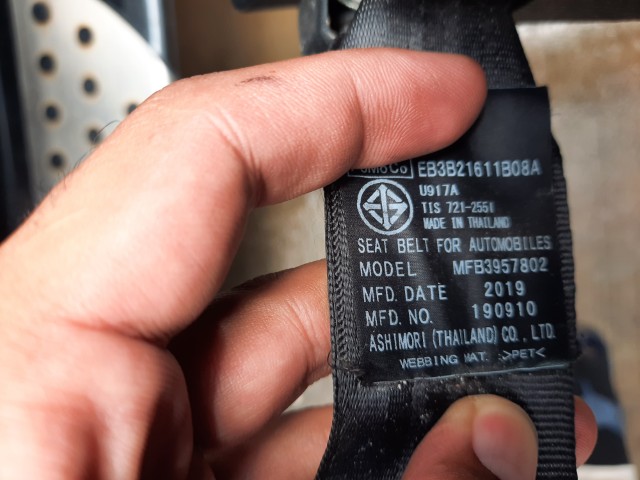 EB3B21611B08A
U917A
TIS 721-2551
MADE IN THAILAND
SEAT BELT FOR AUTOMOBILES
MODEL MFB3957802
MFD. DATE 2019
MFD. NO. 190910
ASHIMORI (THAILAND) CO., LTD.
WEBBING MAT. >PET<